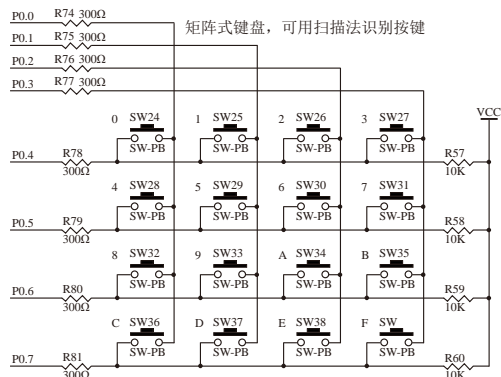 P0.0 R74 300Ω
矩阵式键盘，可用扫描法识别按键
P0.1 R75 300Ω
P0.2 R76 300Ω
P0.3 R77 300Ω
VCC
0 SW24 1 SW25 2 SW26 3 SW27
SW-PB SW-PB SW-PB SW-PB
P0.4 R78 R57
300Ω 10K
4 SW28 5 SW29 6 SW30 7 SW31
SW-PB SW-PB SW-PB SW-PB
P0.5 R79 R58
300Ω 10K
8 SW32 9 SW33 A SW34 B SW35
SW-PB SW-PB SW-PB SW-PB
P0.6 R80 R59
300Ω 10K
C SW36 D SW37 E SW38 F SW
SW-PB SW-PB SW-PB SW-PB
P0.7 R81 R60
300Ω 10K